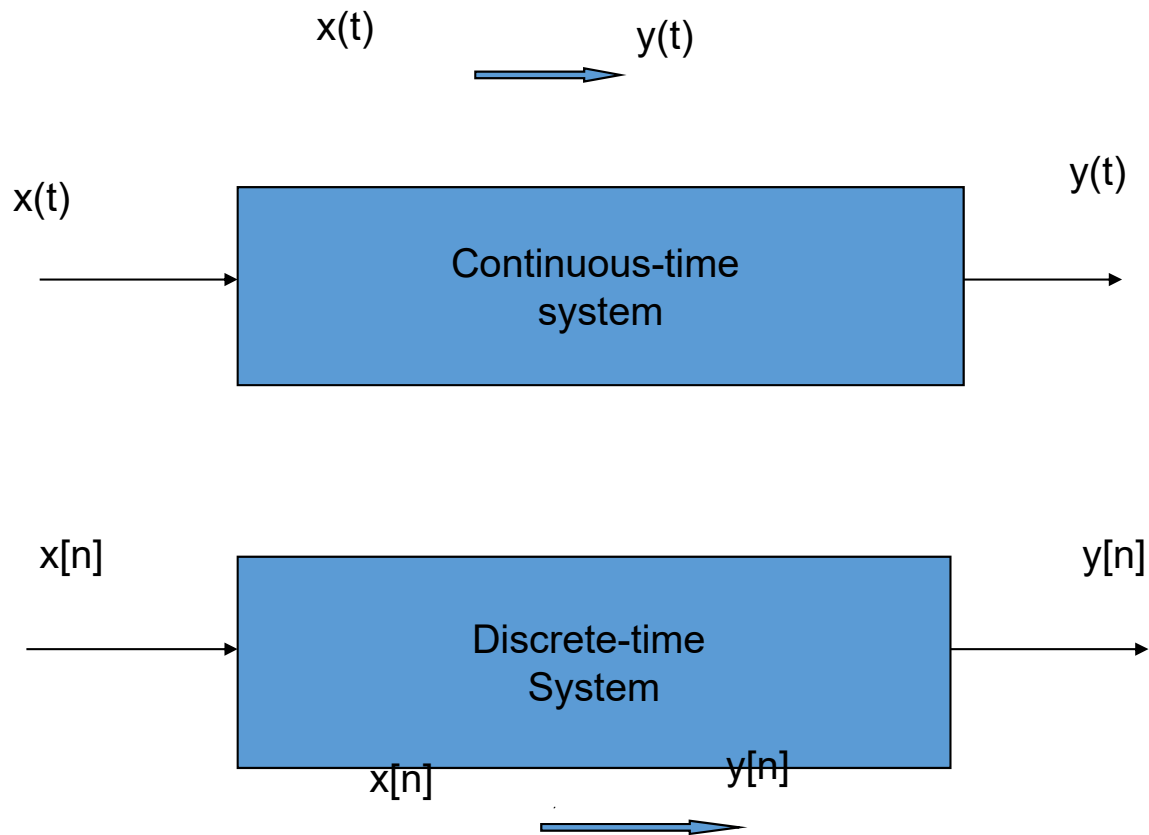 x(t) y(t)
x(t) y(t)
Continuous-time
system
x[n] y[n]
Discrete-time
System
x[n] y[n]